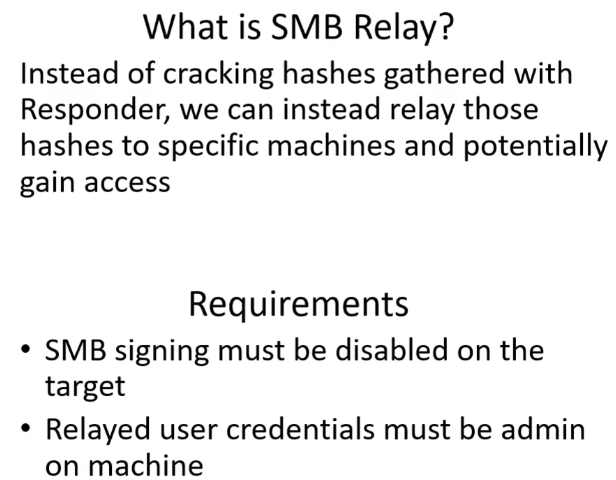 What is SMB Relay?
Instead of cracking hashes gathered with
Responder, we can instead relay those
hashes to specific machines and potentially
gain access
Requirements
• SMB signing must be disabled on the
target
• Relayed user credentials must be admin
on machine